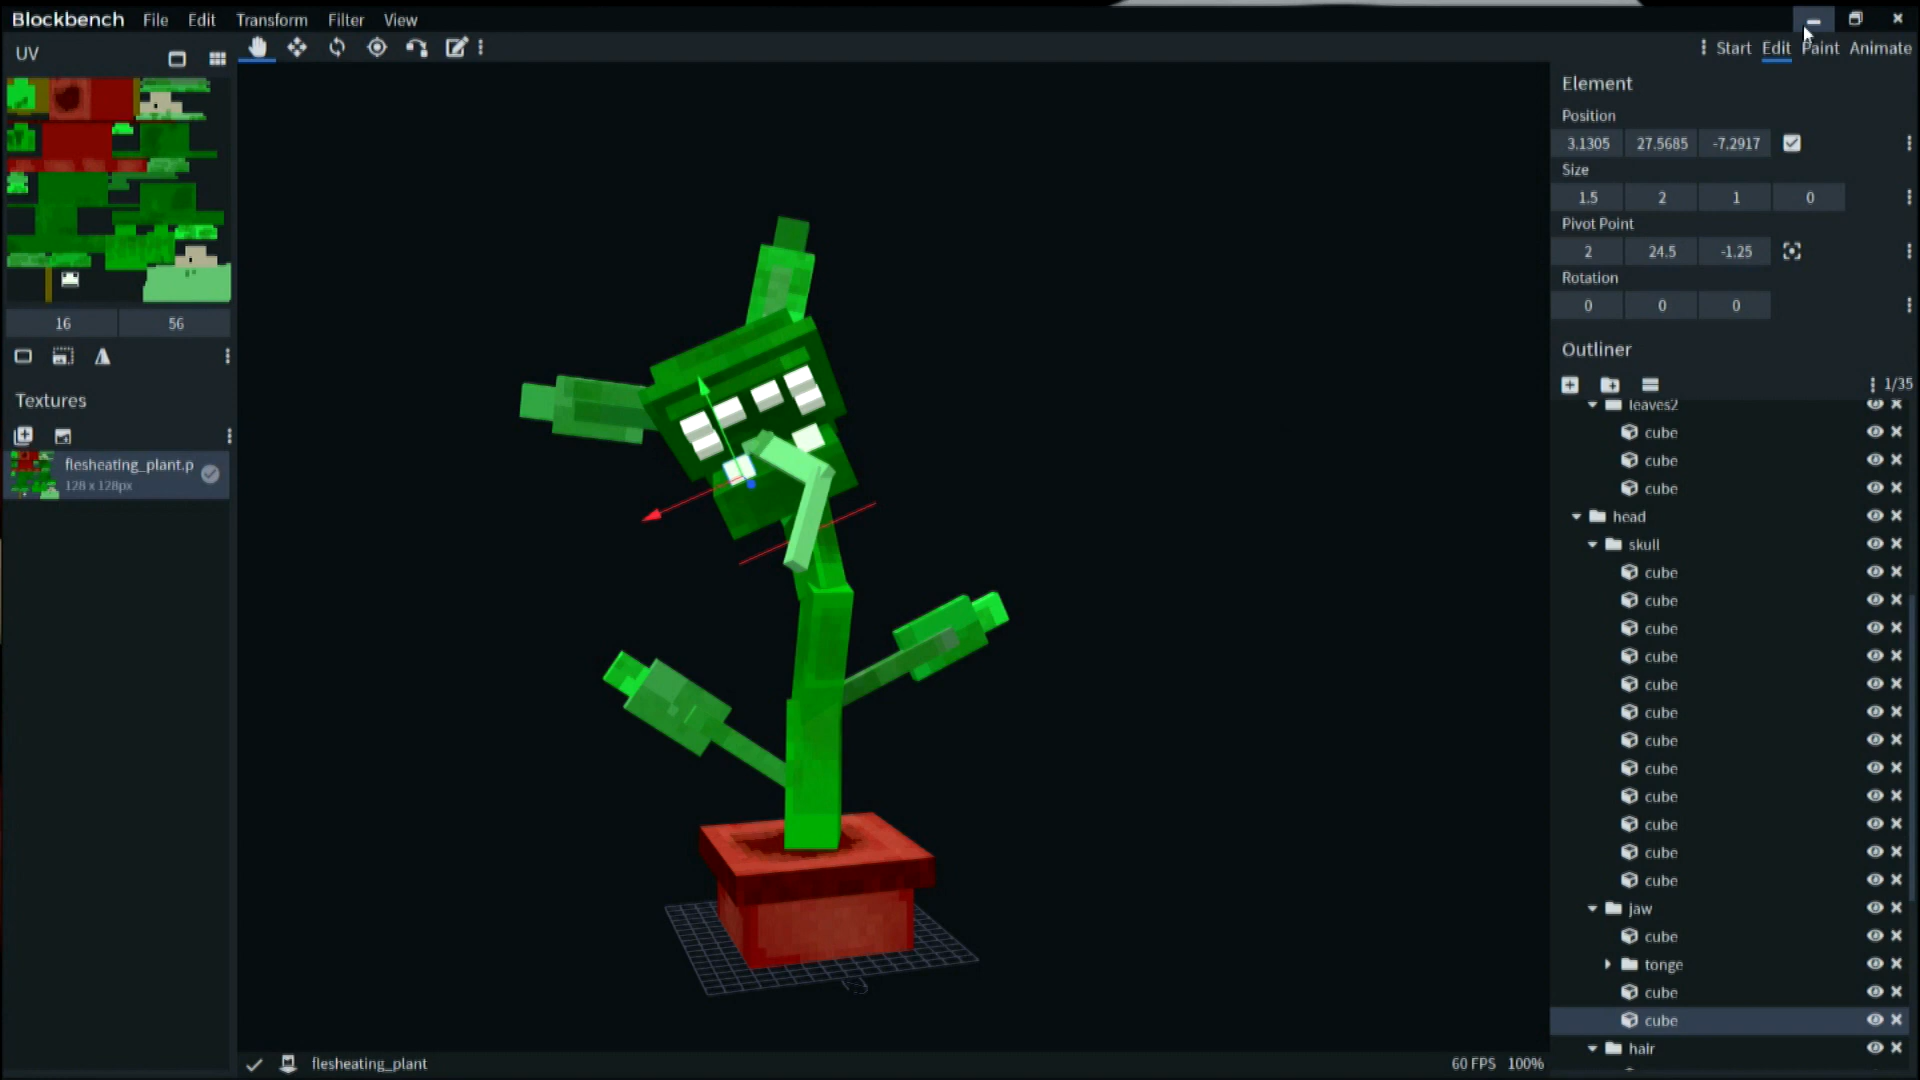 Blockbench File Edit Transform Filter View
UV
Start Edit Paint Animate
Element
Position
3.1305 27.5685 -7.2917
Size
1.5 2 1 0
Pivot Point
2 24.5 -1.25
Rotation
0 0 0
16 56
Textures
flesheating_plant.p
128 x 128px
Outliner
1/35
leaves2
cube
cube
cube
head
skull
cube
cube
cube
cube
cube
cube
cube
cube
cube
cube
cube
cube
jaw
cube
tonge
cube
cube
hair
flesheating_plant
60 FPS 100%